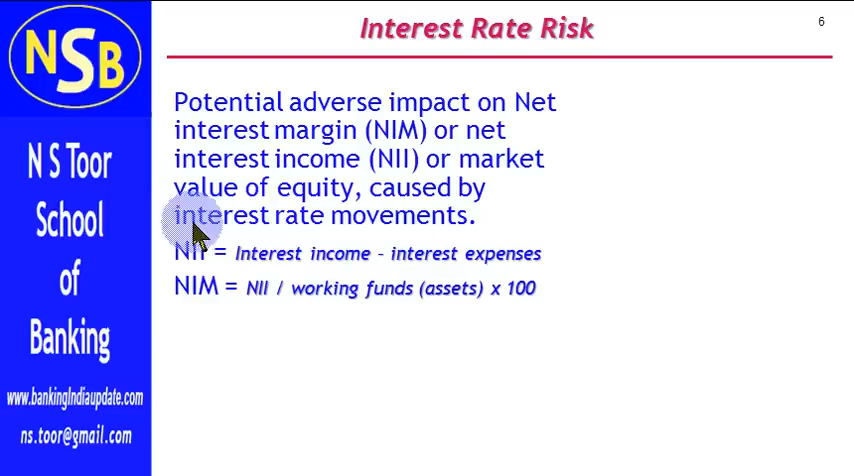 NSB
N S Toor
School
of
Banking
www.bankingIndiaupdate.com
ns.toor@gmail.com
Interest Rate Risk
6
Potential adverse impact on Net
interest margin (NIM) or net
interest income (NII) or market
value of equity, caused by
interest rate movements.
NII = Interest income - interest expenses
NIM = NII / working funds (assets) x 100